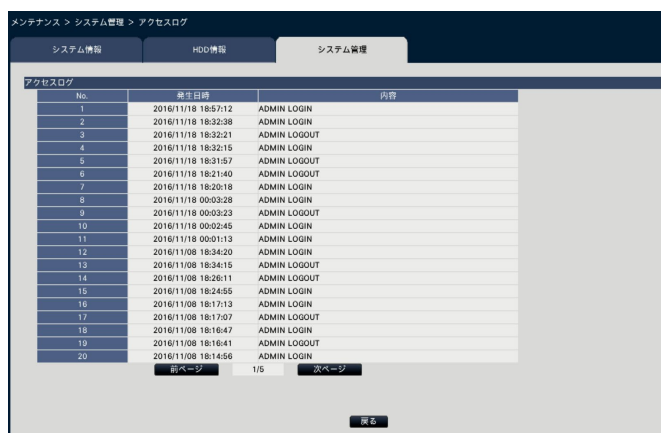 メンテナンス > システム管理 > アクセスログ
システム情報 HDD情報 システム管理
アクセスログ
No. 発生日時 内容
1 2016/11/18 18:57:12 ADMIN LOGIN
2 2016/11/18 18:32:38 ADMIN LOGIN
3 2016/11/18 18:32:21 ADMIN LOGOUT
4 2016/11/18 18:32:15 ADMIN LOGIN
5 2016/11/18 18:31:57 ADMIN LOGOUT
6 2016/11/18 18:21:40 ADMIN LOGOUT
7 2016/11/18 18:20:18 ADMIN LOGIN
8 2016/11/18 00:03:28 ADMIN LOGIN
9 2016/11/18 00:03:23 ADMIN LOGOUT
10 2016/11/18 00:02:45 ADMIN LOGIN
11 2016/11/18 00:01:13 ADMIN LOGIN
12 2016/11/08 18:34:20 ADMIN LOGIN
13 2016/11/08 18:34:15 ADMIN LOGOUT
14 2016/11/08 18:26:11 ADMIN LOGOUT
15 2016/11/08 18:24:55 ADMIN LOGIN
16 2016/11/08 18:17:13 ADMIN LOGIN
17 2016/11/08 18:17:07 ADMIN LOGOUT
18 2016/11/08 18:16:47 ADMIN LOGIN
19 2016/11/08 18:16:41 ADMIN LOGOUT
20 2016/11/08 18:14:56 ADMIN LOGIN
前ページ 1/5 次ページ
戻る